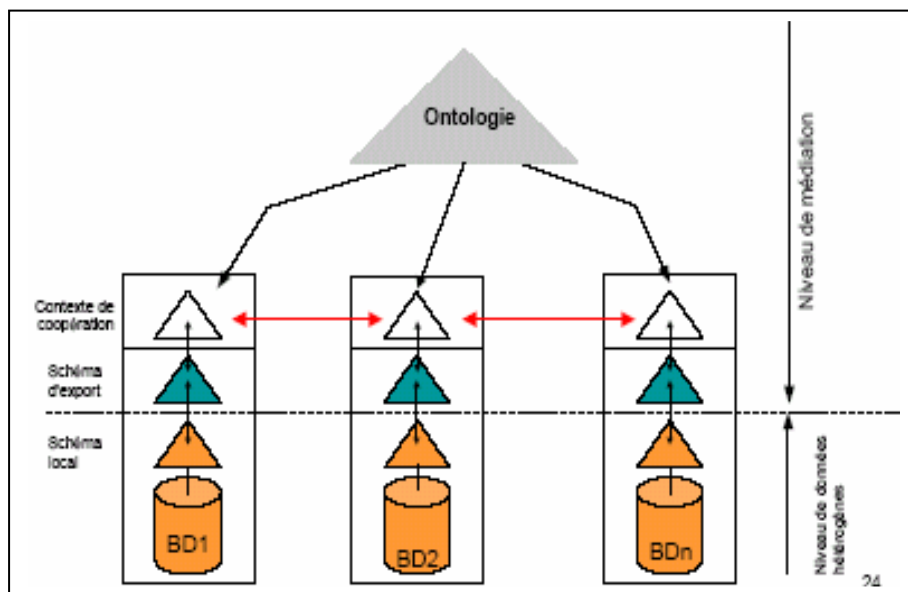 Ontologie
Niveau de médiation
Contexte de
coopération
Schéma
d'export
Schéma
local
BD1
BD2
BDn
Niveau de données
hétérogènes
24